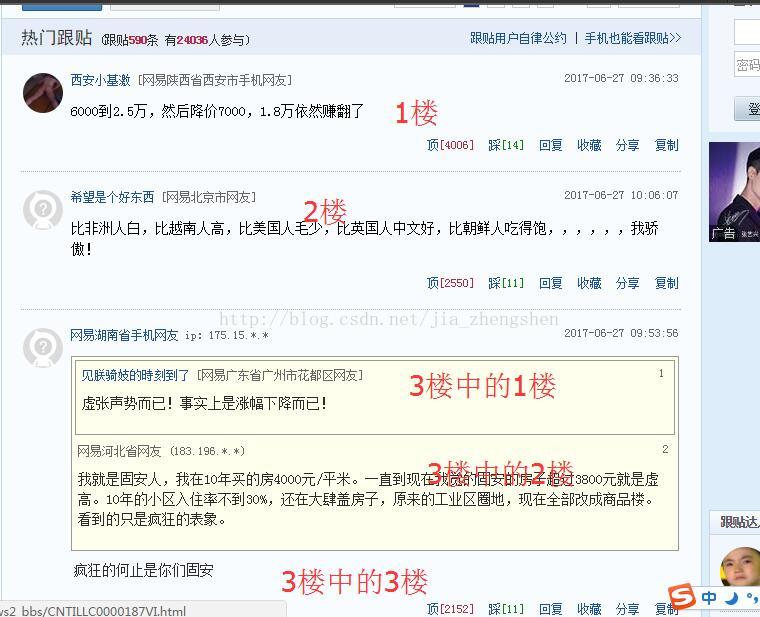 热门跟贴 (跟贴590条 有24036人参与)
跟贴用户自律公约 | 手机也能看跟贴>>
西安小基激 [网易陕西省西安市手机网友]
2017-06-27 09:36:33
6000到2.5万，然后降价7000，1.8万依然赚翻了
1楼
顶[4006] 踩[14] 回复 收藏 分享 复制
希望是个好东西 [网易北京市网友]
2017-06-27 10:06:07
2楼
比非洲人白，比越南人高，比美国人毛少，比英国人中文好，比朝鲜人吃得饱，，，，，，我骄
傲！
顶[2550] 踩[11] 回复 收藏 分享 复制
http://blog.csdn.net/jia_zhengshen
网易湖南省手机网友 ip: 175.15.*.*
2017-06-27 09:53:56
见朕骑妓的時刻到了 [网易广东省广州市花都区网友]
1
3楼中的1楼
虚张声势而已！事实上是涨幅下降而已！
网易河北省网友 (183.196.*.*)
2
3楼中的2楼
我就是固安人，我在10年买的房4000元/平米。一直到现在我觉的固安的房子超过3800元就是虚
高。10年的小区入住率不到30%，还在大肆盖房子，原来的工业区圈地，现在全部改成商品楼。
看到的只是疯狂的表象。
疯狂的何止是你们固安
3楼中的3楼
顶[2152] 踩[11] 回复 收藏 分享 复制
ws2_bbs/CNTILLC0000187VI.html
密码
登
广告
跟贴达人
中